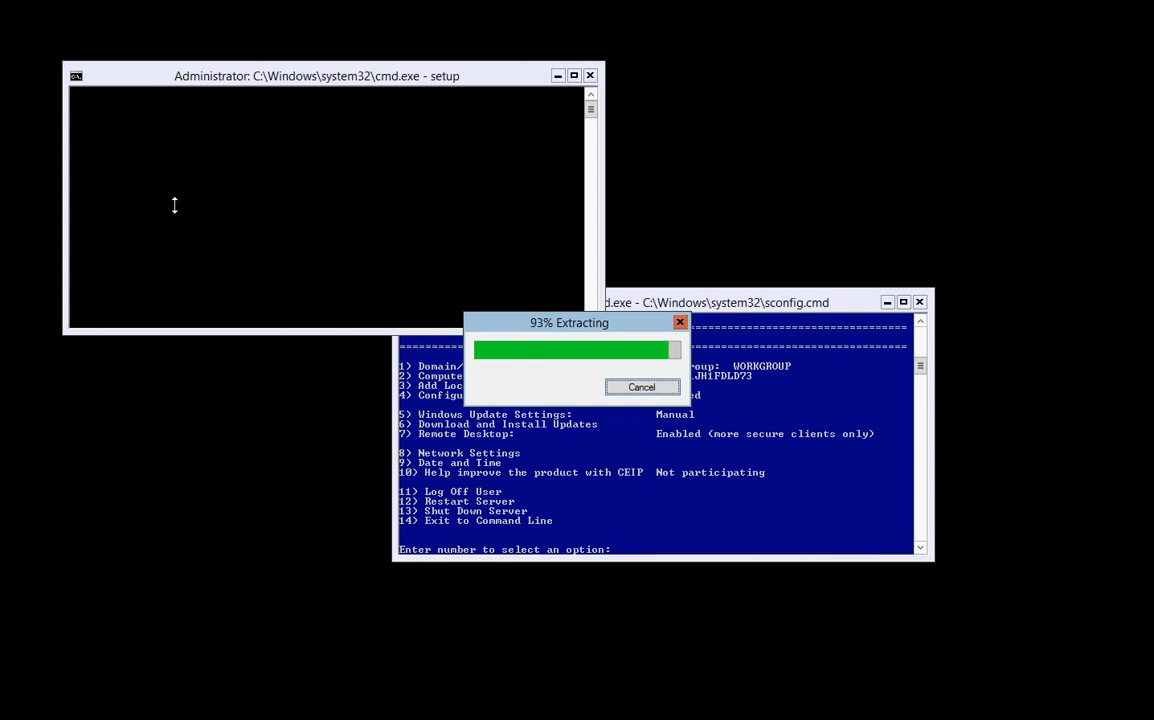 Administrator: C:\Windows\system32\cmd.exe - setup
d.exe - C:\Windows\system32\sconfig.cmd
93% Extracting
Cancel
===================================
===================================
1) Domain/ roup: WORKGROUP
2) Compute JH1FDLD73
3) Add Loc
4) Configu ed
5) Windows Update Settings: Manual
6) Download and Install Updates
7) Remote Desktop: Enabled (more secure clients only)
8) Network Settings
9) Date and Time
10) Help improve the product with CEIP Not participating
11) Log Off User
12) Restart Server
13) Shut Down Server
14) Exit to Command Line
Enter number to select an option: